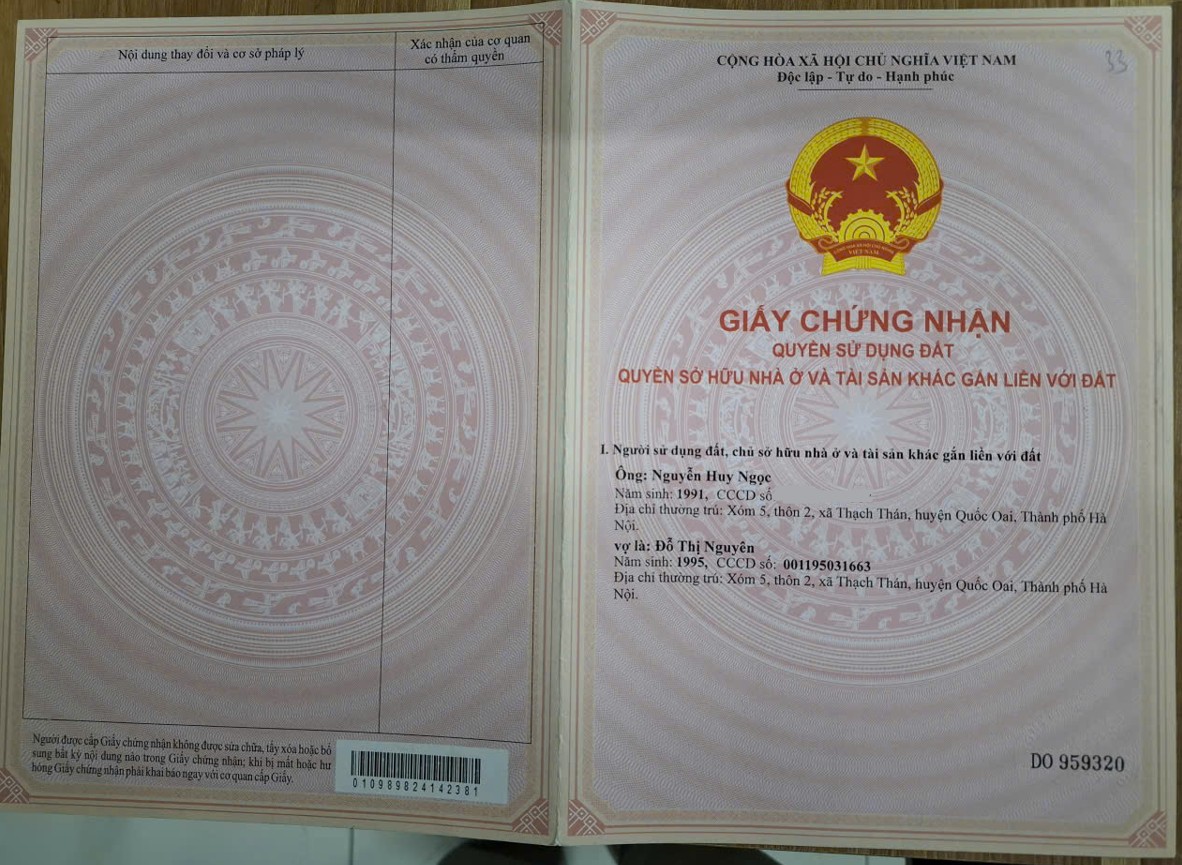 Nội dung thay đổi và cơ sở pháp lý
Xác nhận của cơ quan
có thẩm quyền
Người được cấp Giấy chứng nhận không được sửa chữa, tẩy xóa hoặc bổ
sung bất kỳ nội dung nào trong Giấy chứng nhận; khi bị mất hoặc hư
hỏng Giấy chứng nhận phải khai báo ngay với cơ quan cấp Giấy.
010989824142381
CỘNG HÒA XÃ HỘI CHỦ NGHĨA VIỆT NAM
Độc lập - Tự do - Hạnh phúc
33
VIỆT NAM
GIẤY CHỨNG NHẬN
QUYỀN SỬ DỤNG ĐẤT
QUYỀN SỞ HỮU NHÀ Ở VÀ TÀI SẢN KHÁC GẮN LIỀN VỚI ĐẤT
I. Người sử dụng đất, chủ sở hữu nhà ở và tài sản khác gắn liền với đất
Ông: Nguyễn Huy Ngọc
Năm sinh: 1991, CCCD số
Địa chỉ thường trú: Xóm 5, thôn 2, xã Thạch Thán, huyện Quốc Oai, Thành phố Hà
Nội.
vợ là: Đỗ Thị Nguyên
Năm sinh: 1995, CCCD số: 001195031663
Địa chỉ thường trú: Xóm 5, thôn 2, xã Thạch Thán, huyện Quốc Oai, Thành phố Hà
Nội.
DO 959320